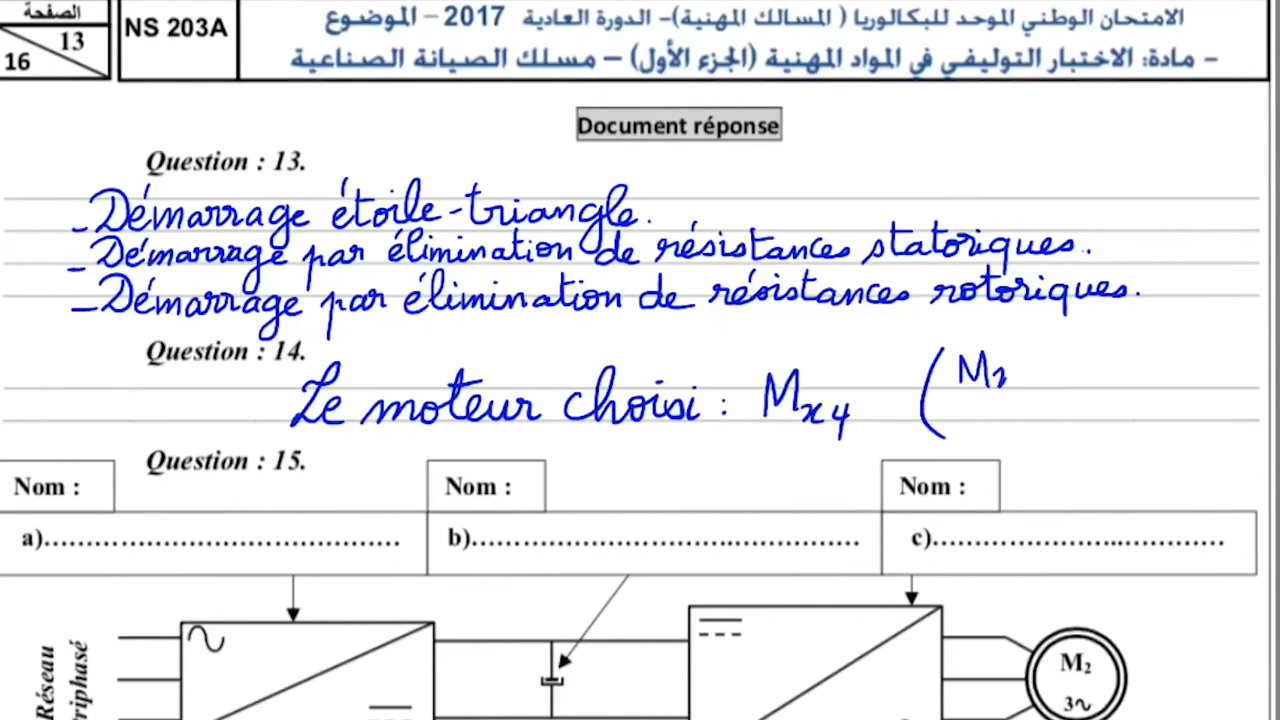 الصفحة
13
16
NS 203A
الامتحان الوطني الموحد للبكالوريا ( المسالك المهنية)– الدورة العادية 2017 – الموضوع
– مادة: الاختبار التوليفي في المواد المهنية (الجزء الأول) – مسلك الصيانة الصناعية –
Document réponse
Question : 13.
- Démarrage étoile-triangle.
- Démarrage par élimination de résistances statoriques.
- Démarrage par élimination de résistances rotoriques.
Question : 14.
Le moteur choisi : Mx4 (M
Question : 15.
Nom : Nom : Nom :
a).......................................... b)............................................ c)....................................
Réseau
triphasé
M2
3∿